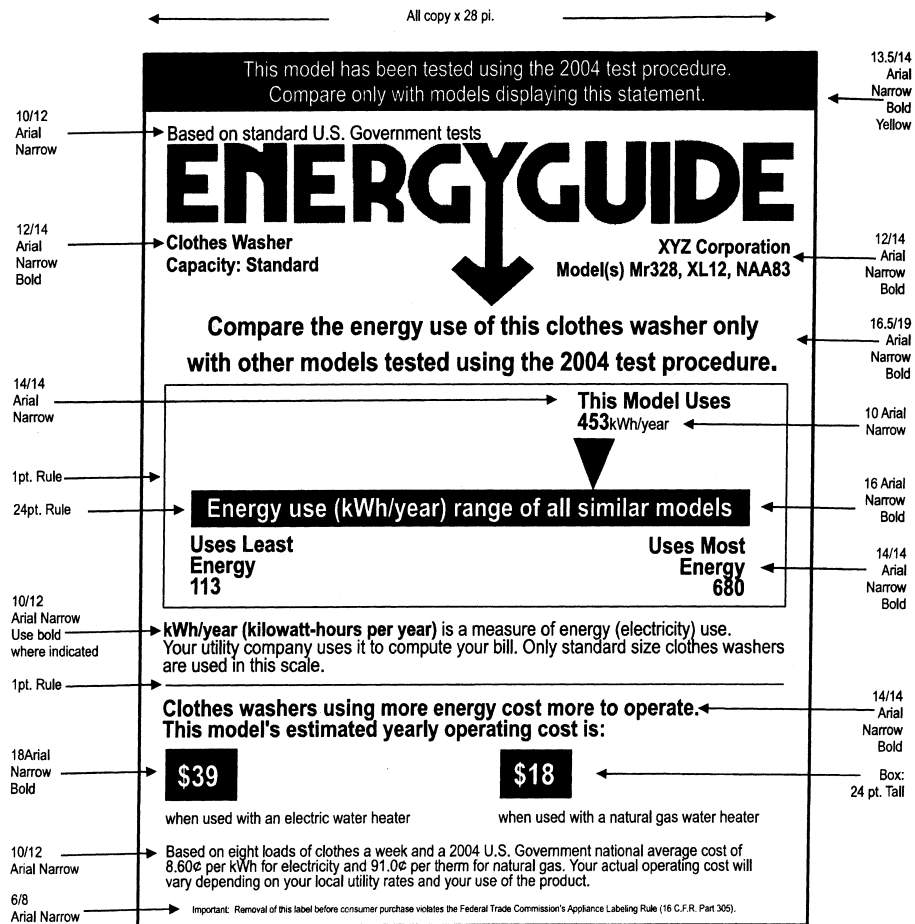 All copy x 28 pi.
This model has been tested using the 2004 test procedure.
Compare only with models displaying this statement.
13.5/14
Arial
Narrow
Bold
Yellow
10/12
Arial
Narrow
Based on standard U.S. Government tests
ENERGYGUIDE
12/14
Arial
Narrow
Bold
Clothes Washer
Capacity: Standard
XYZ Corporation
Model(s) Mr328, XL12, NAA83
12/14
Arial
Narrow
Bold
Compare the energy use of this clothes washer only
with other models tested using the 2004 test procedure.
16.5/19
Arial
Narrow
Bold
14/14
Arial
Narrow
This Model Uses
453kWh/year
10 Arial
Narrow
1pt. Rule
24pt. Rule
Energy use (kWh/year) range of all similar models
16 Arial
Narrow
Bold
Uses Least
Energy
113
Uses Most
Energy
680
14/14
Arial
Narrow
Bold
10/12
Arial Narrow
Use bold
where indicated
kWh/year (kilowatt-hours per year) is a measure of energy (electricity) use.
Your utility company uses it to compute your bill. Only standard size clothes washers
are used in this scale.
1pt. Rule
Clothes washers using more energy cost more to operate.
This model's estimated yearly operating cost is:
14/14
Arial
Narrow
Bold
18Arial
Narrow
Bold
$39
$18
Box:
24 pt. Tall
when used with an electric water heater
when used with a natural gas water heater
10/12
Arial Narrow
Based on eight loads of clothes a week and a 2004 U.S. Government national average cost of
8.60¢ per kWh for electricity and 91.0¢ per therm for natural gas. Your actual operating cost will
vary depending on your local utility rates and your use of the product.
6/8
Arial Narrow
Important: Removal of this label before consumer purchase violates the Federal Trade Commission's Appliance Labeling Rule (16 C.F.R. Part 305).